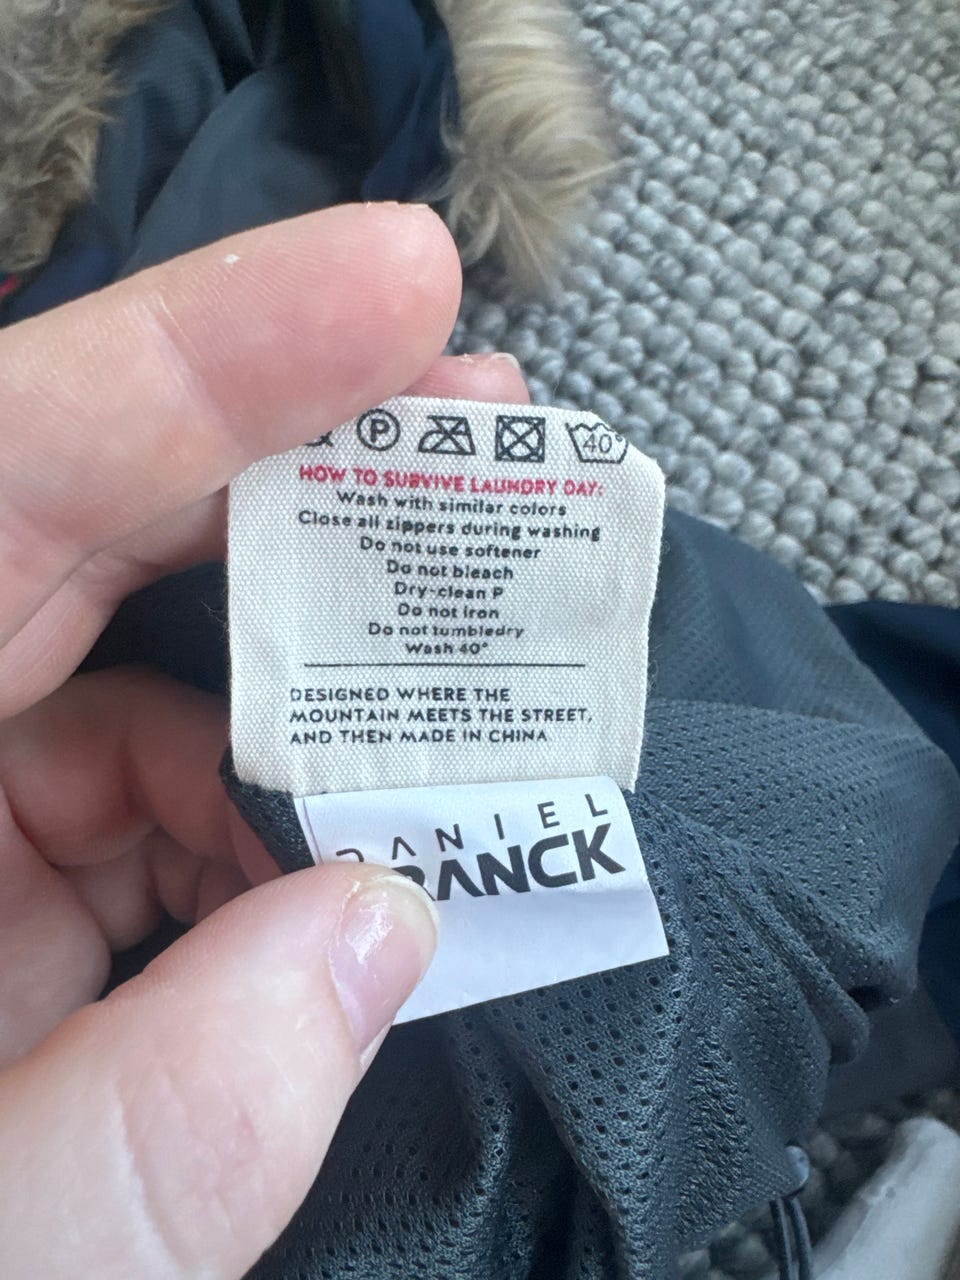 P 40°
HOW TO SURVIVE LAUNDRY DAY:
Wash with similar colors
Close all zippers during washing
Do not use softener
Do not bleach
Dry-clean P
Do not iron
Do not tumbledry
Wash 40°
DESIGNED WHERE THE
MOUNTAIN MEETS THE STREET,
AND THEN MADE IN CHINA
DANIEL
RANCK